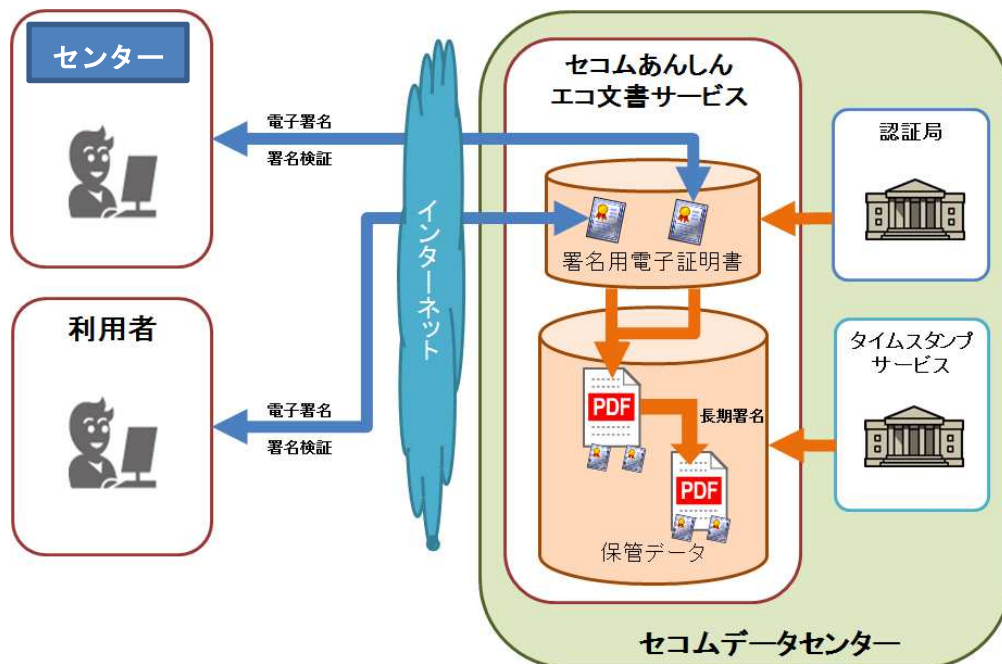 センター
電子署名
署名検証
利用者
電子署名
署名検証
インターネット
セコムあんしん
エコ文書サービス
署名用電子証明書
PDF
長期署名
PDF
保管データ
認証局
タイムスタンプ
サービス
セコムデータセンター